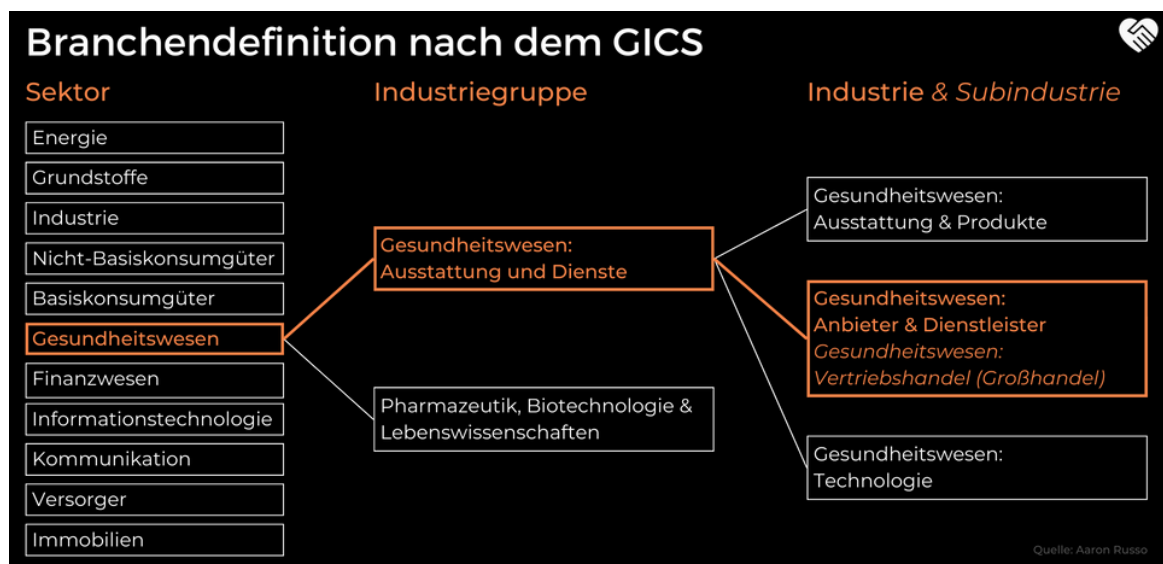 Branchendefinition nach dem GICS
Sektor
Energie
Grundstoffe
Industrie
Nicht-Basiskonsumgüter
Basiskonsumgüter
Gesundheitswesen
Finanzwesen
Informationstechnologie
Kommunikation
Versorger
Immobilien
Industriegruppe
Gesundheitswesen:
Ausstattung und Dienste
Pharmazeutik, Biotechnologie &
Lebenswissenschaften
Industrie & Subindustrie
Gesundheitswesen:
Ausstattung & Produkte
Gesundheitswesen:
Anbieter & Dienstleister
Gesundheitswesen:
Vertriebshandel (Großhandel)
Gesundheitswesen:
Technologie
Quelle: Aaron Russo